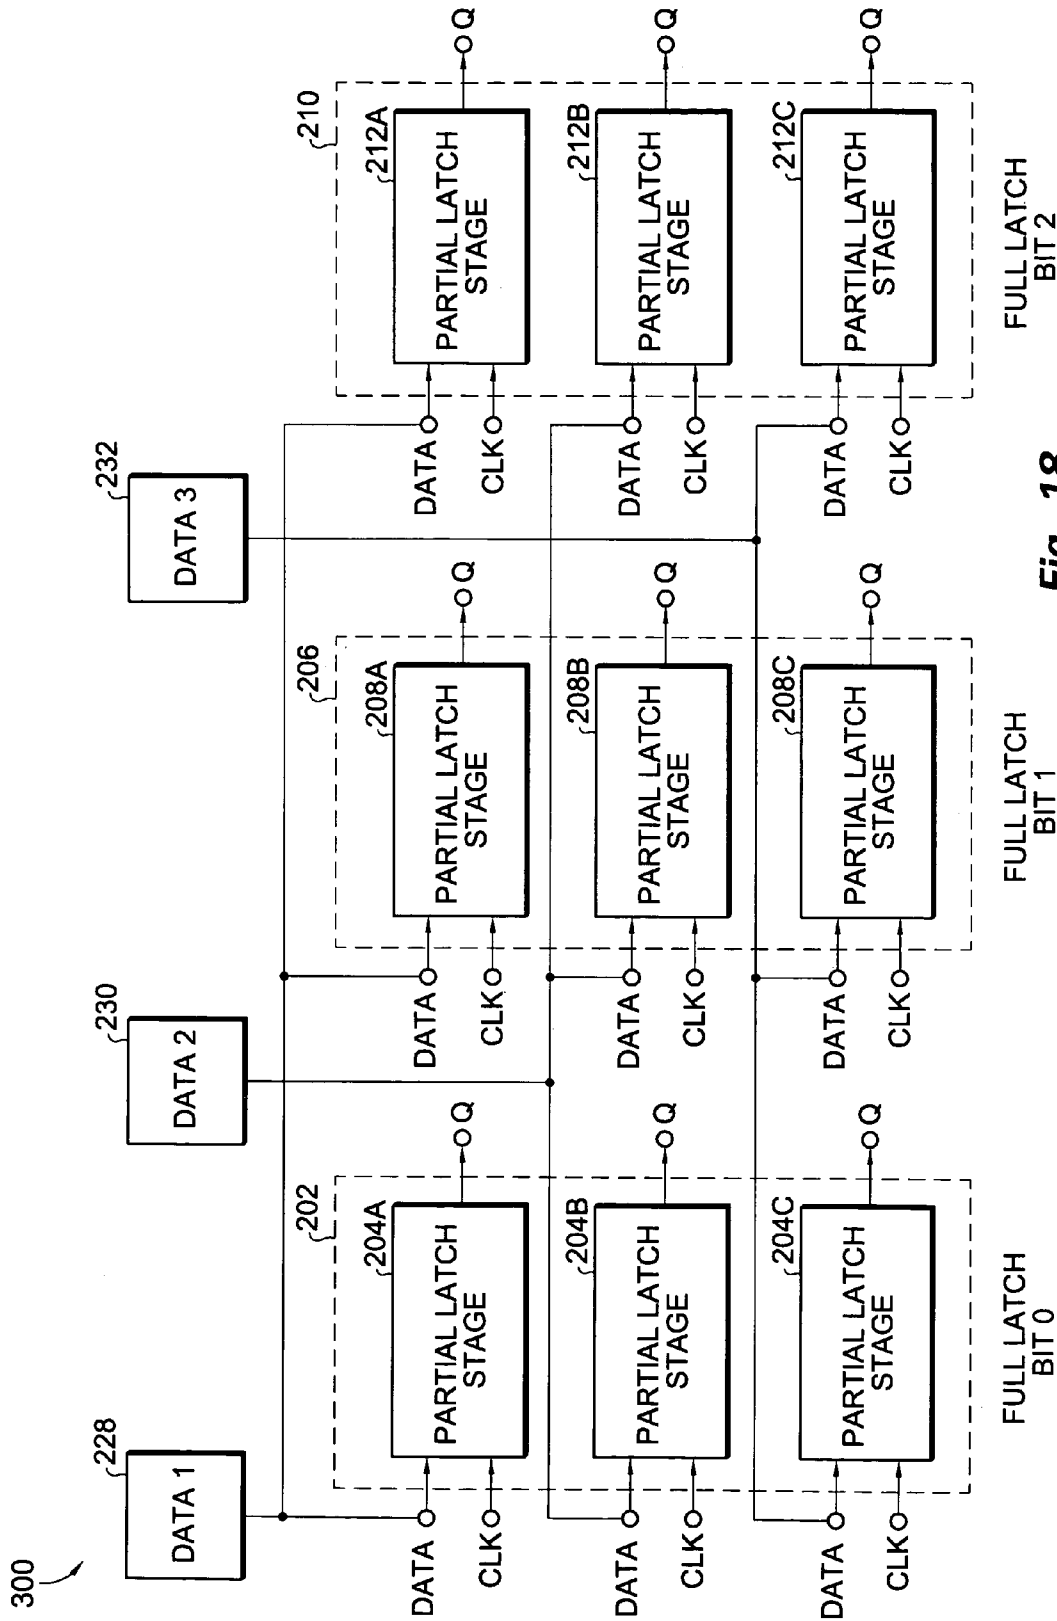 300
228
DATA 1
230
DATA 2
232
DATA 3
202
206
210
204A
PARTIAL LATCH
STAGE
DATA
CLK
Q
208A
PARTIAL LATCH
STAGE
DATA
CLK
Q
212A
PARTIAL LATCH
STAGE
DATA
CLK
Q
204B
PARTIAL LATCH
STAGE
DATA
CLK
Q
208B
PARTIAL LATCH
STAGE
DATA
CLK
Q
212B
PARTIAL LATCH
STAGE
DATA
CLK
Q
204C
PARTIAL LATCH
STAGE
DATA
CLK
Q
208C
PARTIAL LATCH
STAGE
DATA
CLK
Q
212C
PARTIAL LATCH
STAGE
DATA
CLK
Q
FULL LATCH
BIT 0
FULL LATCH
BIT 1
FULL LATCH
BIT 2
Fig. 18